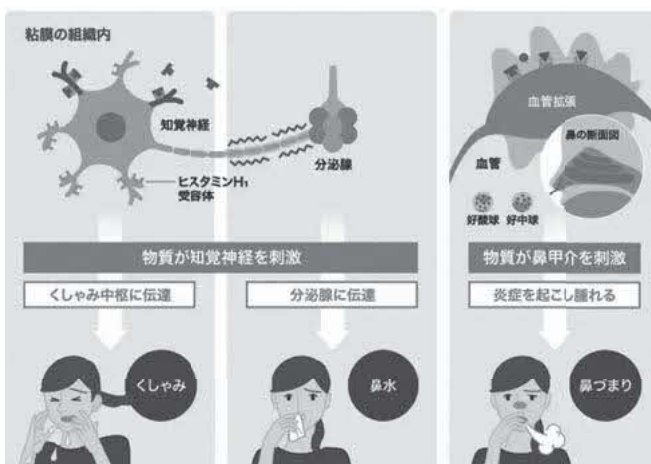 粘膜の組織内
知覚神経
ヒスタミンH₁
受容体
分泌腺
血管拡張
鼻の断面図
血管
好酸球
好中球
物質が知覚神経を刺激
物質が鼻甲介を刺激
くしゃみ中枢に伝達
分泌腺に伝達
炎症を起こし腫れる
くしゃみ
鼻水
鼻づまり